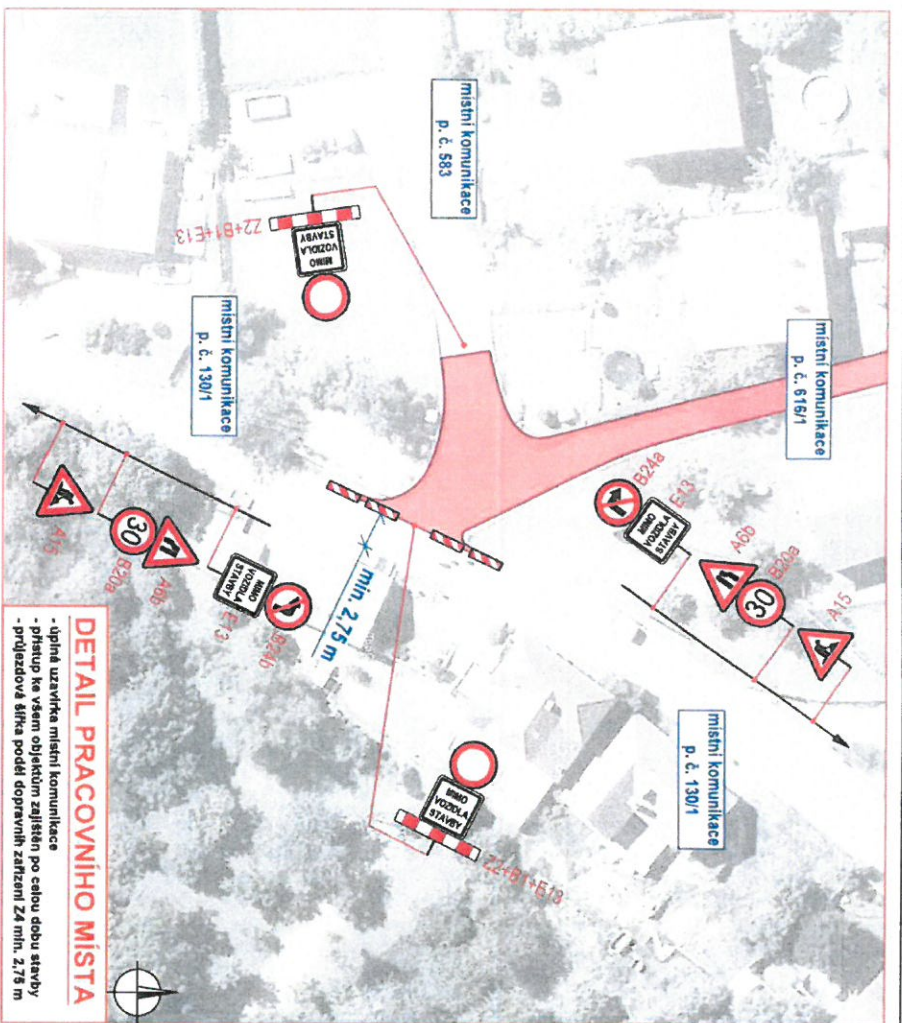 místní komunikace
p. č. 583
místní komunikace
p. č. 616/1
místní komunikace
p. č. 130/1
místní komunikace
p. č. 130/1
Z2+B1+E13
MIMO
VOZIDLA
STAVBY
B24a
E13
MIMO
VOZIDLA
STAVBY
A6b
B20a
30
A15
min. 2,75 m
A15
B20a
30
A6b
E13
MIMO
VOZIDLA
STAVBY
B24b
MIMO
VOZIDLA
STAVBY
Z2+B1+E13
DETAIL PRACOVNÍHO MÍSTA
- úplná uzavírka místní komunikace
- přístup ke všem objektům zajištěn po celou dobu stavby
- průjezdová šířka podél dopravních zařízení Z4 min. 2,75 m